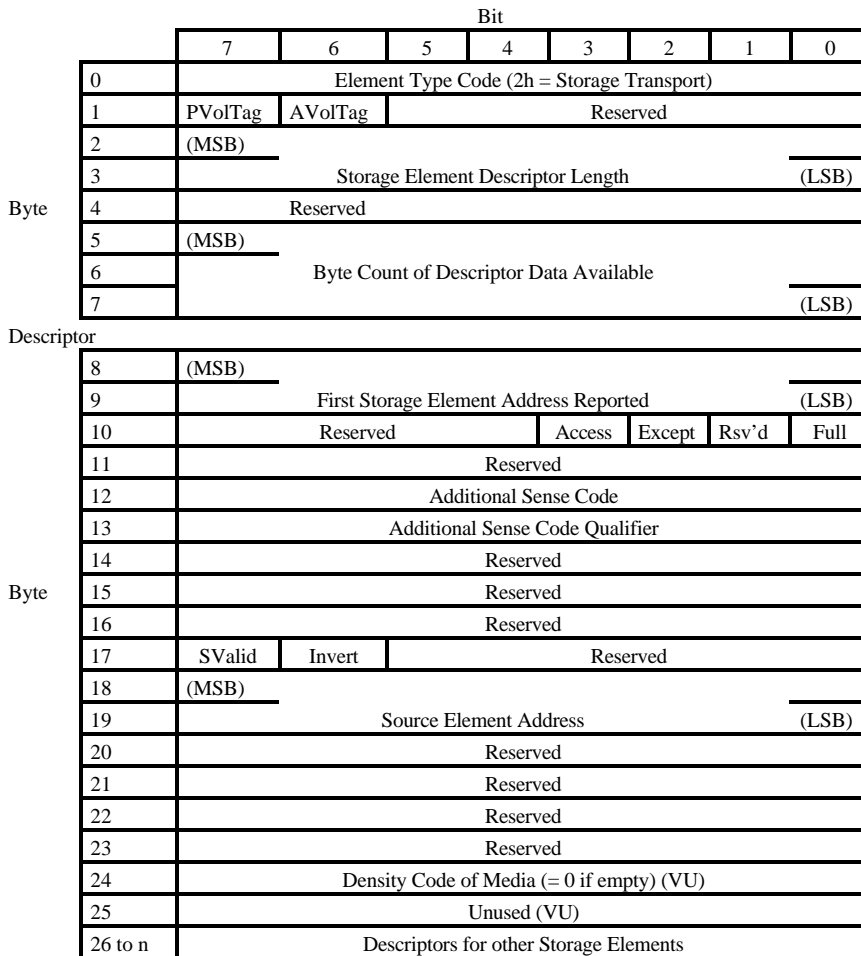 Bit
7 6 5 4 3 2 1 0
0 Element Type Code (2h = Storage Transport)
1 PVolTag AVolTag Reserved
2 (MSB)
3 Storage Element Descriptor Length (LSB)
Byte 4 Reserved
5 (MSB)
6 Byte Count of Descriptor Data Available
7 (LSB)
Descriptor
8 (MSB)
9 First Storage Element Address Reported (LSB)
10 Reserved Access Except Rsv’d Full
11 Reserved
12 Additional Sense Code
13 Additional Sense Code Qualifier
14 Reserved
Byte 15 Reserved
16 Reserved
17 SValid Invert Reserved
18 (MSB)
19 Source Element Address (LSB)
20 Reserved
21 Reserved
22 Reserved
23 Reserved
24 Density Code of Media (= 0 if empty) (VU)
25 Unused (VU)
26 to n Descriptors for other Storage Elements